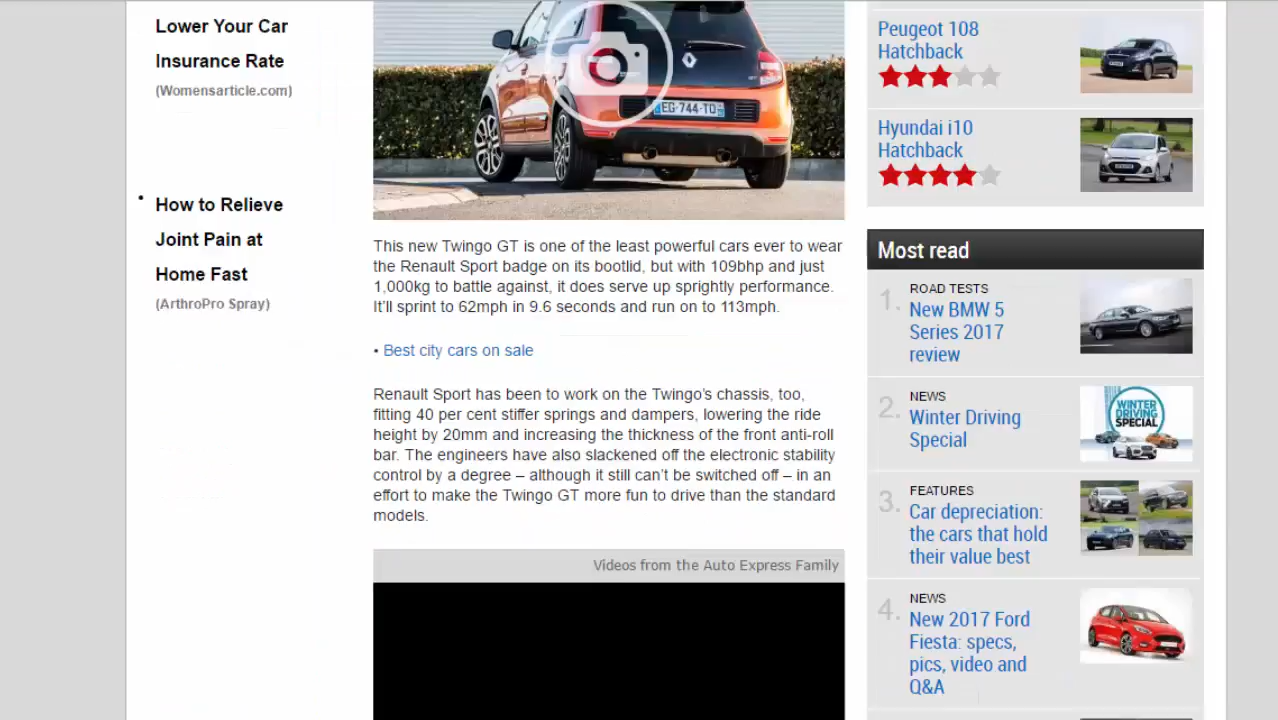 Lower Your Car
Insurance Rate
(Womensarticle.com)
• How to Relieve
Joint Pain at
Home Fast
(ArthroPro Spray)
EG-744-TQ
This new Twingo GT is one of the least powerful cars ever to wear
the Renault Sport badge on its bootlid, but with 109bhp and just
1,000kg to battle against, it does serve up sprightly performance.
It’ll sprint to 62mph in 9.6 seconds and run on to 113mph.
• Best city cars on sale
Renault Sport has been to work on the Twingo’s chassis, too,
fitting 40 per cent stiffer springs and dampers, lowering the ride
height by 20mm and increasing the thickness of the front anti-roll
bar. The engineers have also slackened off the electronic stability
control by a degree – although it still can’t be switched off – in an
effort to make the Twingo GT more fun to drive than the standard
models.
Videos from the Auto Express Family
Peugeot 108
Hatchback
Hyundai i10
Hatchback
Most read
1. ROAD TESTS
New BMW 5
Series 2017
review
2. NEWS
Winter Driving
Special
WINTER
DRIVING
SPECIAL
3. FEATURES
Car depreciation:
the cars that hold
their value best
4. NEWS
New 2017 Ford
Fiesta: specs,
pics, video and
Q&A